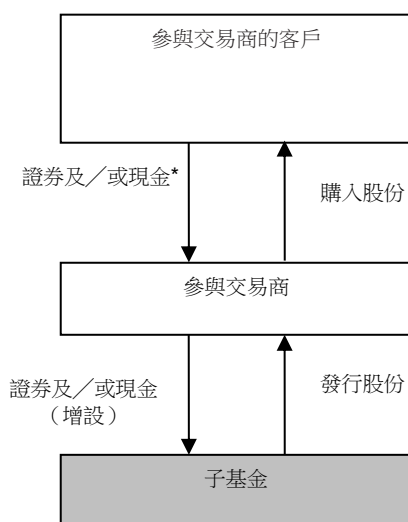 參與交易商的客戶
證券及／或現金*
購入股份
參與交易商
證券及／或現金
（增設）
發行股份
子基金